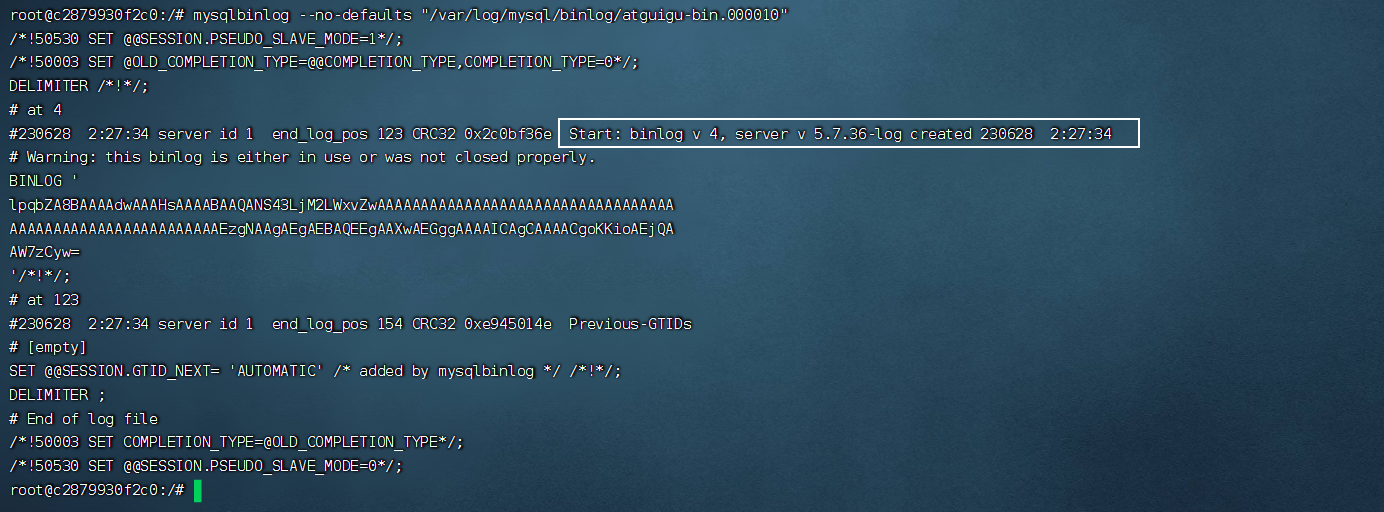 root@c2879930f2c0:/# mysqlbinlog --no-defaults "/var/log/mysql/binlog/atguigu-bin.000010"
/*!50530 SET @@SESSION.PSEUDO_SLAVE_MODE=1*/;
/*!50003 SET @OLD_COMPLETION_TYPE=@@COMPLETION_TYPE,COMPLETION_TYPE=0*/;
DELIMITER /*!*/;
# at 4
#230628  2:27:34 server id 1  end_log_pos 123 CRC32 0x2c0bf36e  Start: binlog v 4, server v 5.7.36-log created 230628  2:27:34
# Warning: this binlog is either in use or was not closed properly.
BINLOG '
lpqbZA8BAAAAdwAAAHsAAAABAAQANS43LjM2LWxvZwAAAAAAAAAAAAAAAAAAAAAAAAAAAAAAAAAA
AAAAAAAAAAAAAAAAAAAAAAAAEzgNAAgAEgAEBAQEEgAAXwAEGggAAAAICAgCAAAACgoKKioAEjQA
AW7zCyw=
'/*!*/;
# at 123
#230628  2:27:34 server id 1  end_log_pos 154 CRC32 0xe945014e  Previous-GTIDs
# [empty]
SET @@SESSION.GTID_NEXT= 'AUTOMATIC' /* added by mysqlbinlog */ /*!*/;
DELIMITER ;
# End of log file
/*!50003 SET COMPLETION_TYPE=@OLD_COMPLETION_TYPE*/;
/*!50530 SET @@SESSION.PSEUDO_SLAVE_MODE=0*/;
root@c2879930f2c0:/#